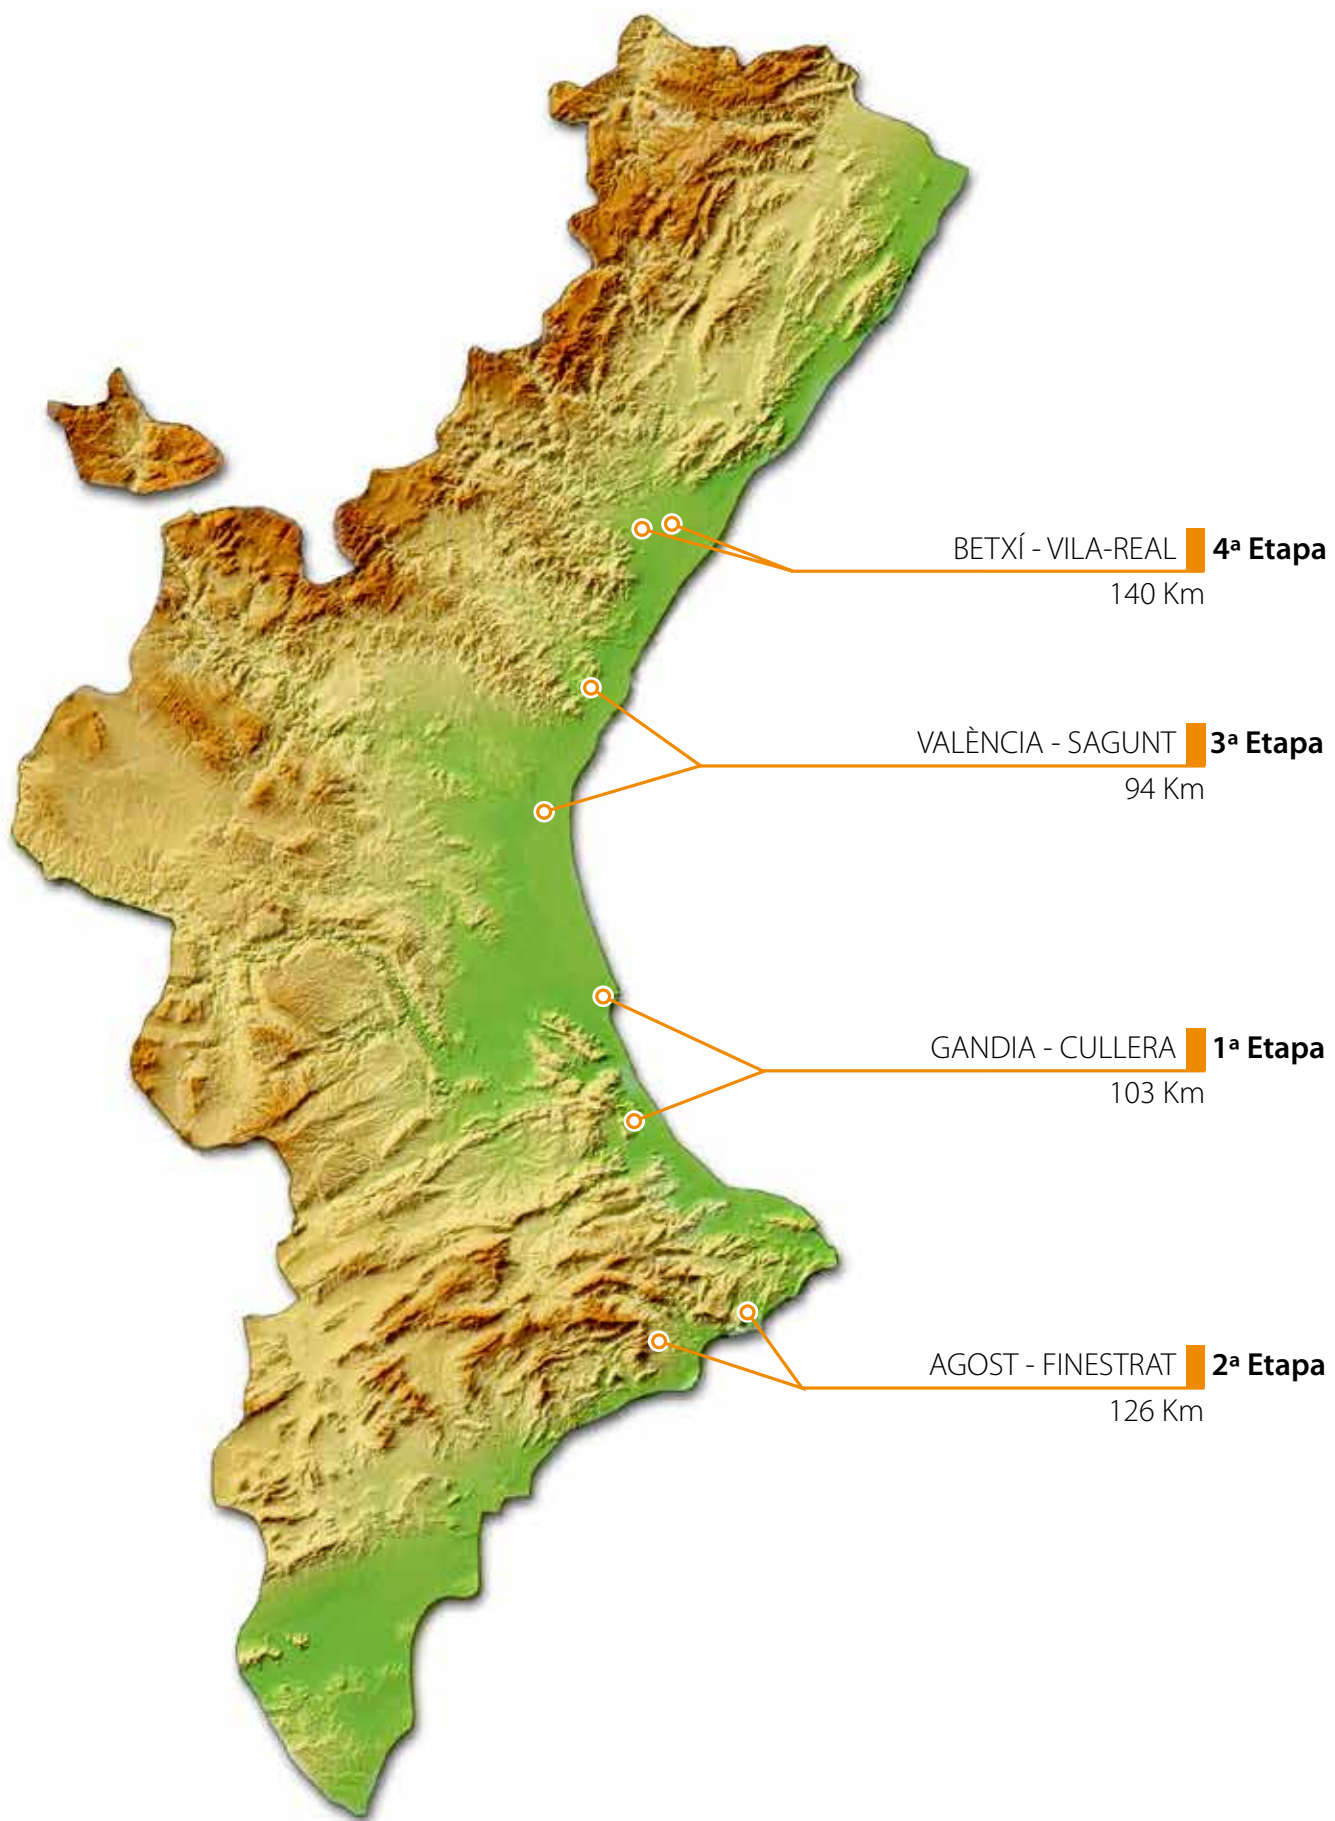 BETXÍ - VILA-REAL 4ª Etapa
140 Km
VALÈNCIA - SAGUNT 3ª Etapa
94 Km
GANDIA - CULLERA 1ª Etapa
103 Km
AGOST - FINESTRAT 2ª Etapa
126 Km